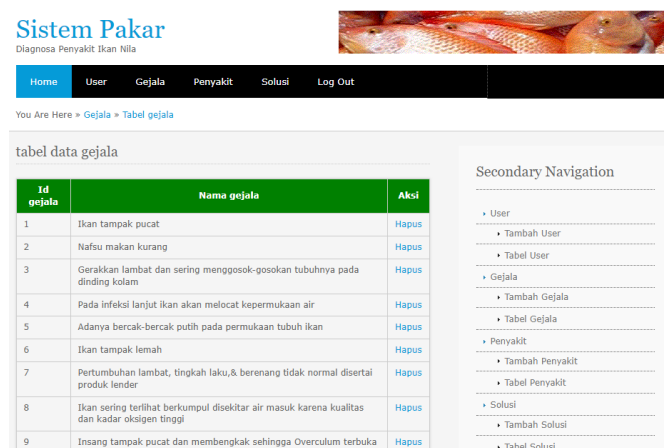 Sistem Pakar
Diagnosa Penyakit Ikan Nila
Home User Gejala Penyakit Solusi Log Out
You Are Here » Gejala » Tabel gejala
tabel data gejala
Id gejala Nama gejala Aksi
1 Ikan tampak pucat Hapus
2 Nafsu makan kurang Hapus
3 Gerakkan lambat dan sering menggosok-gosokan tubuhnya pada Hapus
dinding kolam
4 Pada infeksi lanjut ikan akan melocat kepermukaan air Hapus
5 Adanya bercak-bercak putih pada permukaan tubuh ikan Hapus
6 Ikan tampak lemah Hapus
7 Pertumbuhan lambat, tingkah laku,& berenang tidak normal disertai Hapus
produk lender
8 Ikan sering terlihat berkumpul disekitar air masuk karena kualitas Hapus
dan kadar oksigen tinggi
9 Insang tampak pucat dan membengkak sehingga Overculum terbuka Hapus
Secondary Navigation
User
Tambah User
Tabel User
Gejala
Tambah Gejala
Tabel Gejala
Penyakit
Tambah Penyakit
Tabel Penyakit
Solusi
Tambah Solusi
Tabel Solusi